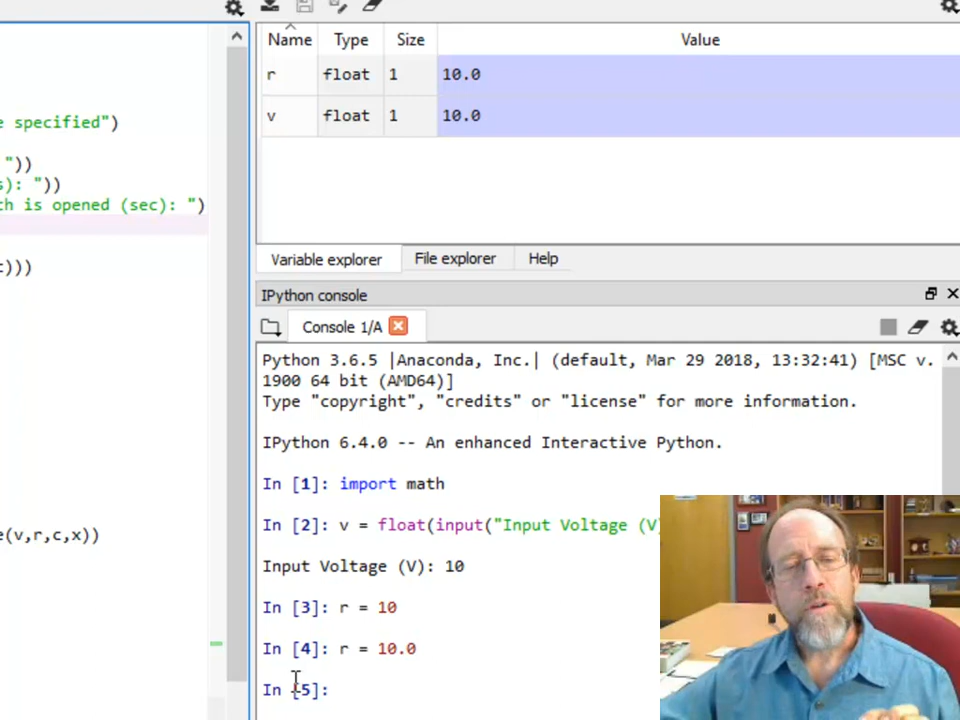 Name Type Size Value
r float 1 10.0
v float 1 10.0
e specified")
"))
s): "))
ch is opened (sec): ")
t)))
e(v,r,c,x))
Variable explorer File explorer Help
IPython console
Console 1/A
Python 3.6.5 |Anaconda, Inc.| (default, Mar 29 2018, 13:32:41) [MSC v.
1900 64 bit (AMD64)]
Type "copyright", "credits" or "license" for more information.
IPython 6.4.0 -- An enhanced Interactive Python.
In [1]: import math
In [2]: v = float(input("Input Voltage (V)
Input Voltage (V): 10
In [3]: r = 10
In [4]: r = 10.0
In [5]: